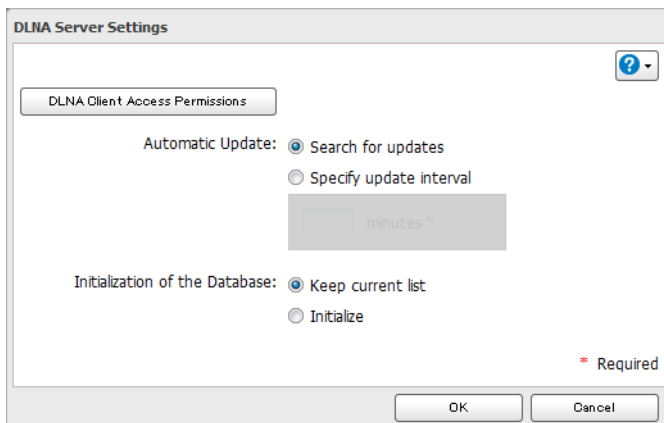 DLNA Server Settings
?
DLNA Client Access Permissions
Automatic Update: Search for updates
Specify update interval
minutes *
Initialization of the Database: Keep current list
Initialize
* Required
OK Cancel